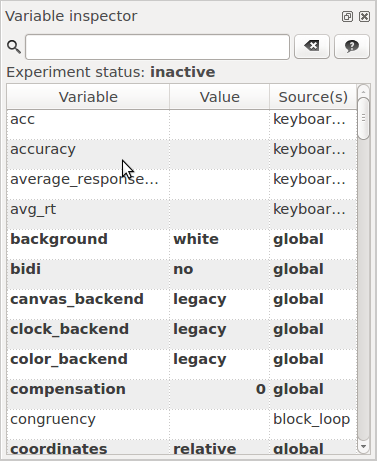 Variable inspector
Experiment status: inactive
Variable Value Source(s)
acc keyboar...
accuracy keyboar...
average_response... keyboar...
avg_rt keyboar...
background white global
bidi no global
canvas_backend legacy global
clock_backend legacy global
color_backend legacy global
compensation 0 global
congruency block_loop
coordinates relative global